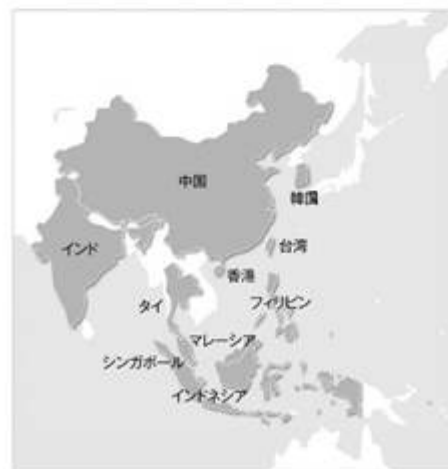 中国
韓国
インド
台湾
香港
タイ
フィリピン
マレーシア
シンガポール
インドネシア